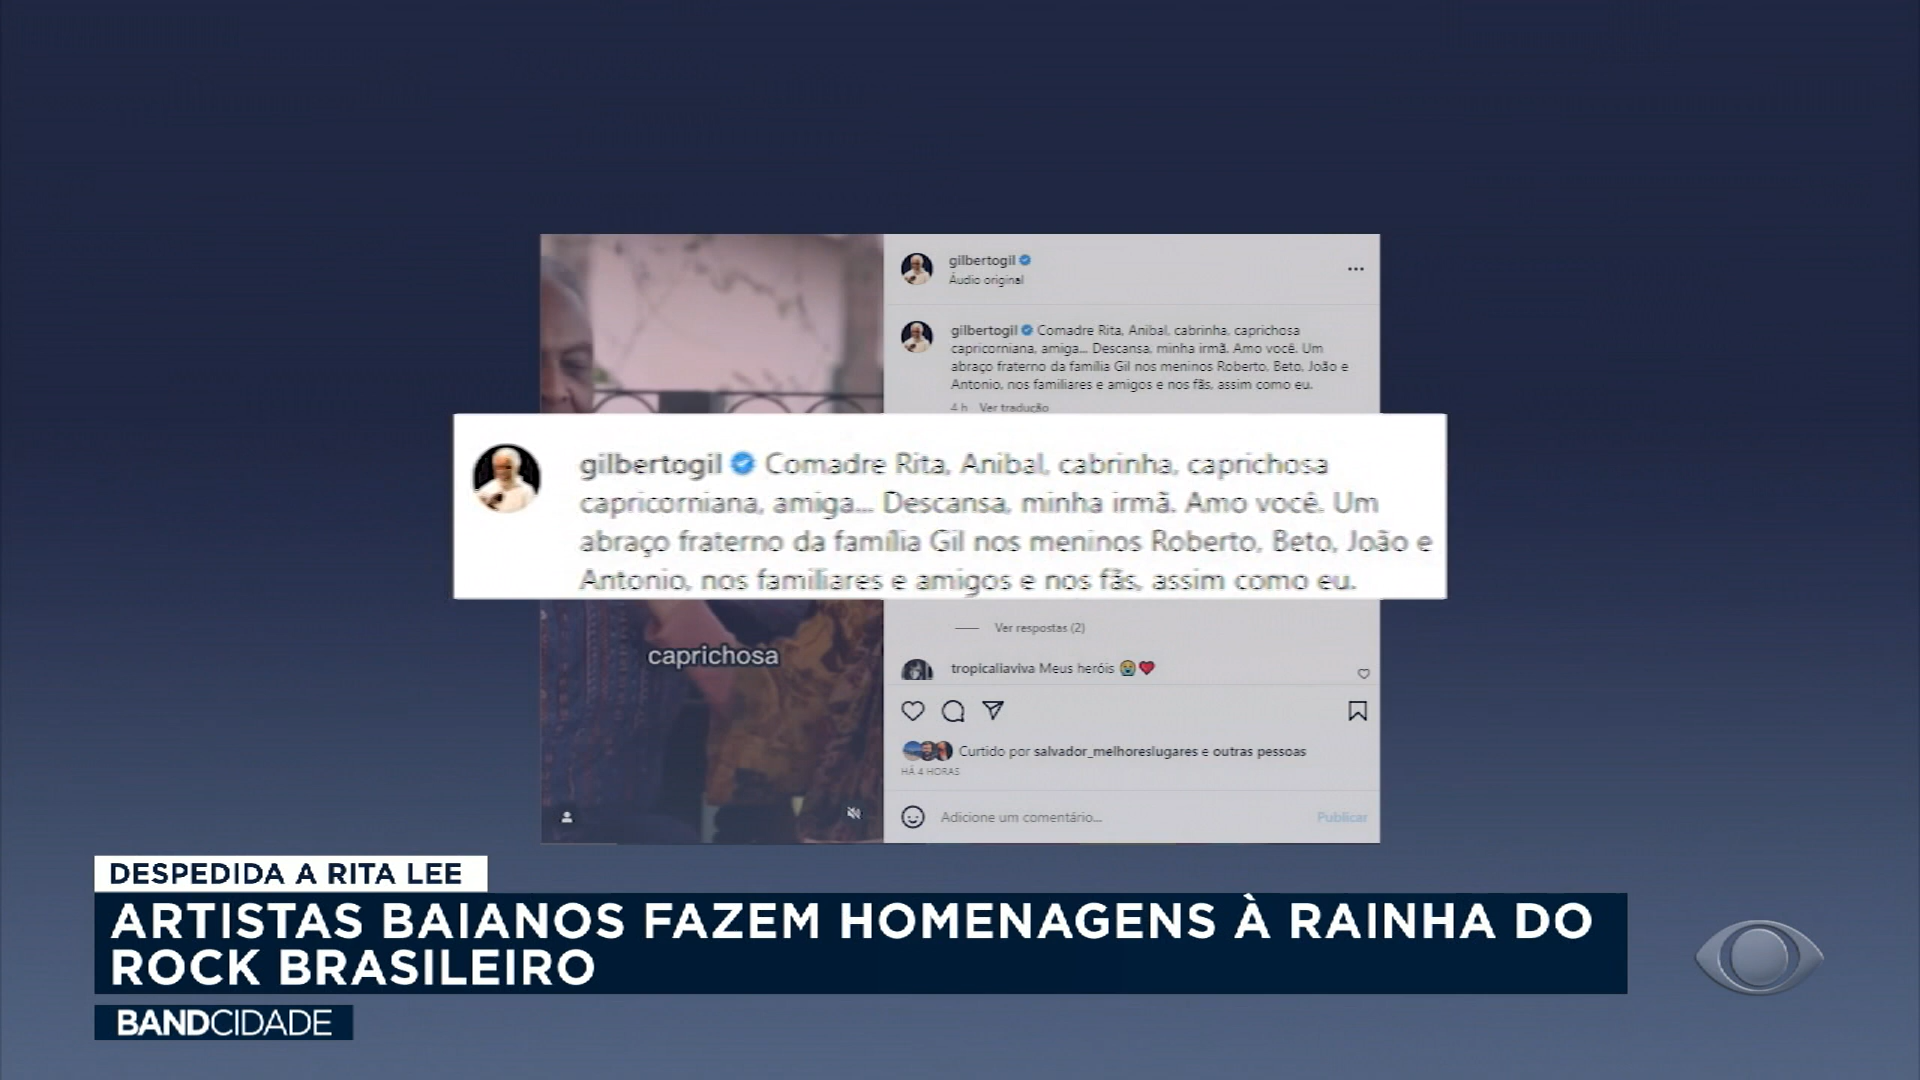 gilbertogil
Áudio original
gilbertogil Comadre Rita, Anibal, cabrinha, caprichosa
capricorniana, amiga... Descansa, minha irmã. Amo você. Um
abraço fraterno da família Gil nos meninos Roberto, Beto, João e
Antonio, nos familiares e amigos e nos fãs, assim como eu.
4 h Ver tradução
gilbertogil Comadre Rita, Anibal, cabrinha, caprichosa
capricorniana, amiga... Descansa, minha irmã. Amo você. Um
abraço fraterno da família Gil nos meninos Roberto, Beto, João e
Antonio, nos familiares e amigos e nos fãs, assim como eu.
caprichosa
Ver respostas (2)
tropicaliaviva Meus heróis 😭❤️
Curtido por salvador_melhoreslugares e outras pessoas
HÁ 4 HORAS
Adicione um comentário... Publicar
DESPEDIDA A RITA LEE
ARTISTAS BAIANOS FAZEM HOMENAGENS À RAINHA DO
ROCK BRASILEIRO
BANDCIDADE